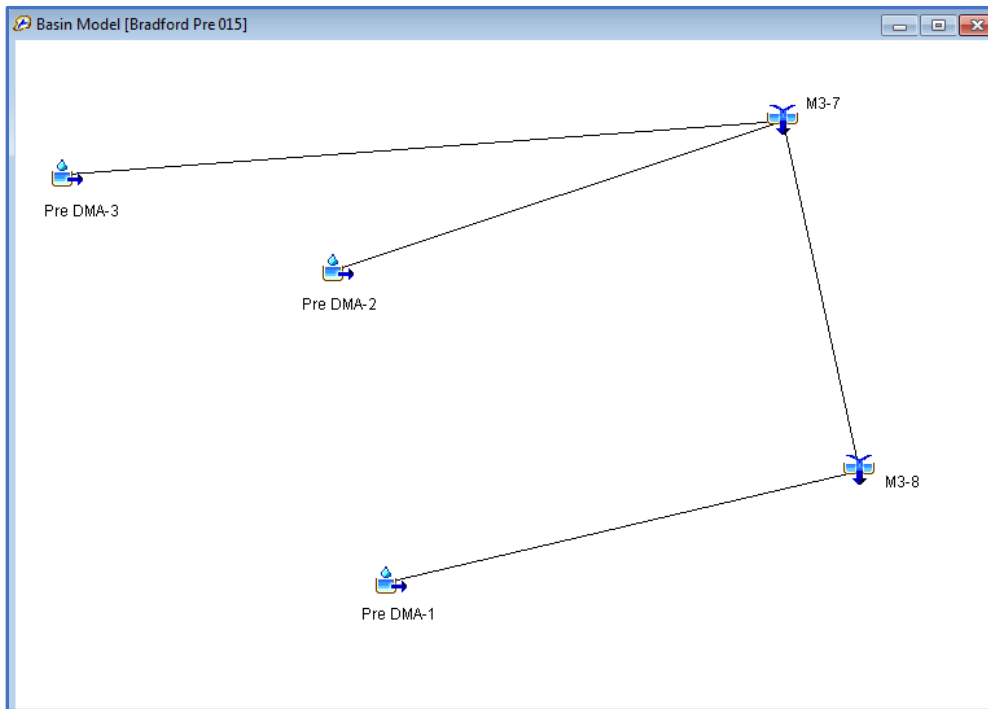 Basin Model [Bradford Pre 015]
M3-7
Pre DMA-3
Pre DMA-2
M3-8
Pre DMA-1